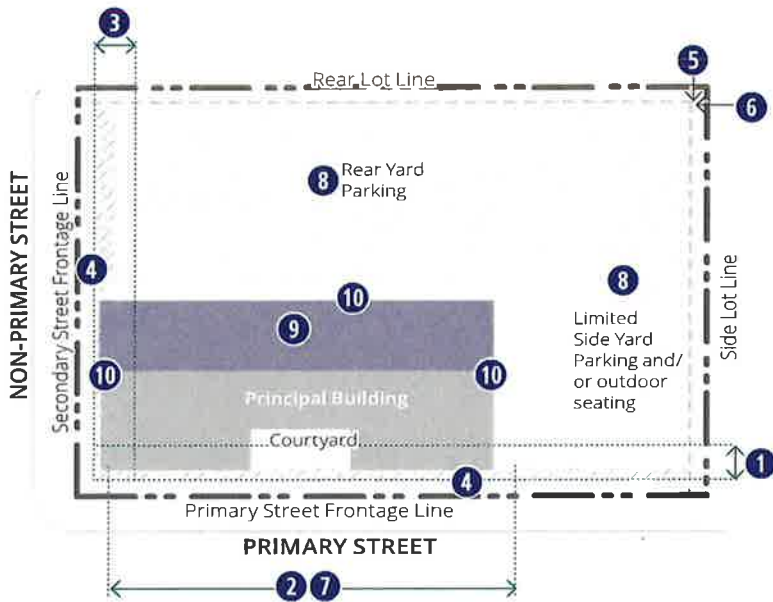 3
Rear Lot Line
5
6
8 Rear Yard
Parking
NON-PRIMARY STREET
Secondary Street Frontage Line
4
8
Side Lot Line
10
9
Limited
Side Yard
Parking and/
or outdoor
seating
10
10
Principal Building
Courtyard
1
4
Primary Street Frontage Line
PRIMARY STREET
2 7